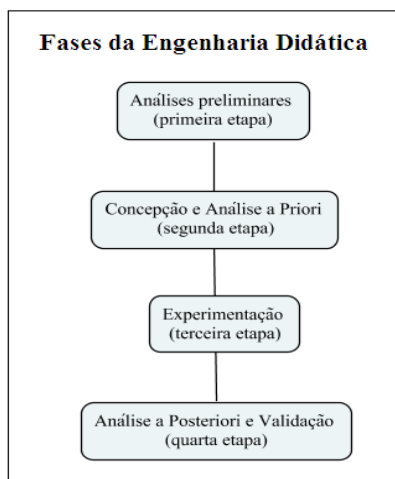 Fases da Engenharia Didática
Análises preliminares
(primeira etapa)
Concepção e Análise a Priori
(segunda etapa)
Experimentação
(terceira etapa)
Análise a Posteriori e Validação
(quarta etapa)